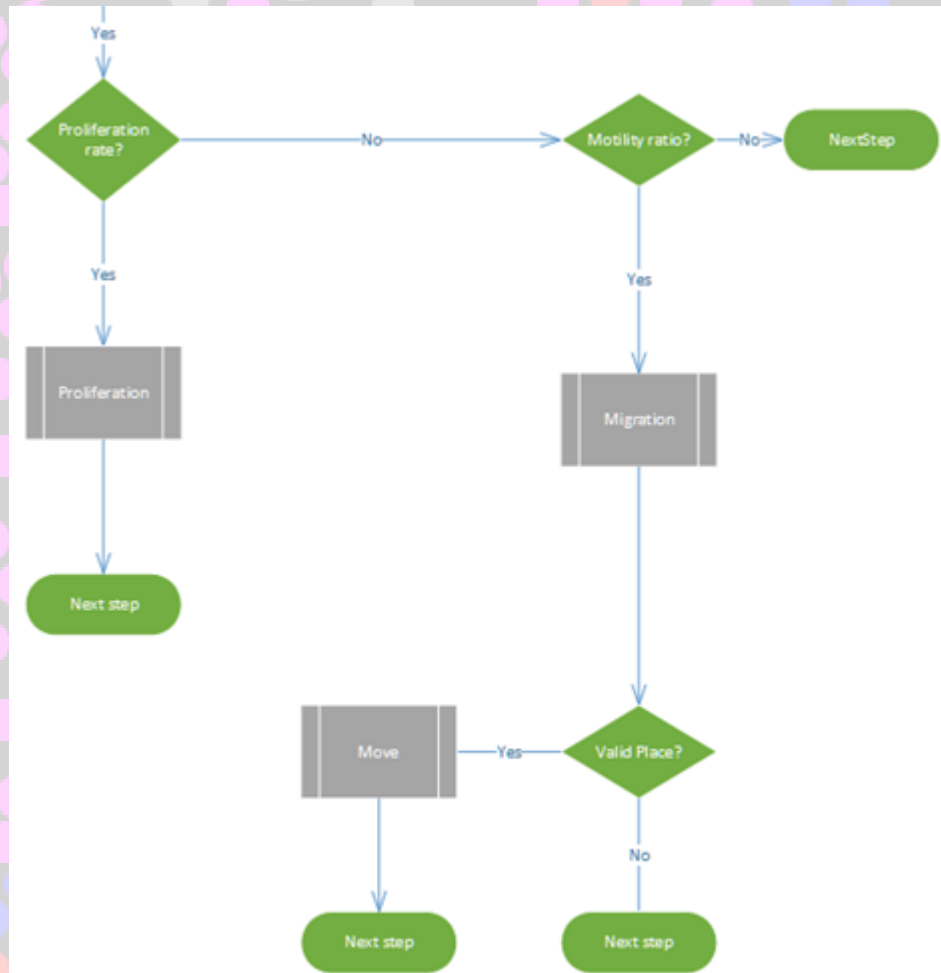 Yes
Proliferation
rate?
No
Motility ratio?
No
NextStep
Yes
Yes
Proliferation
Migration
Next step
Move
Yes
Valid Place?
No
Next step
Next step